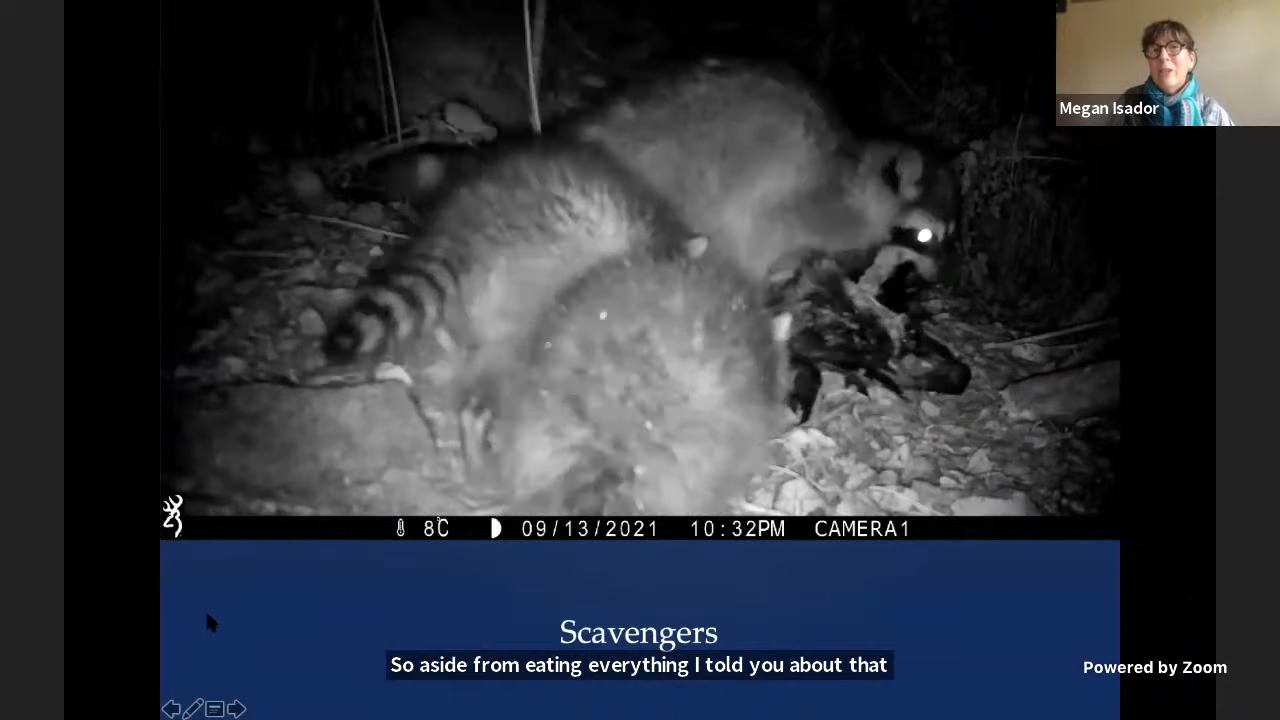 Megan Isador
8°C 09/13/2021 10:32PM CAMERA1
Scavengers
So aside from eating everything I told you about that
Powered by Zoom